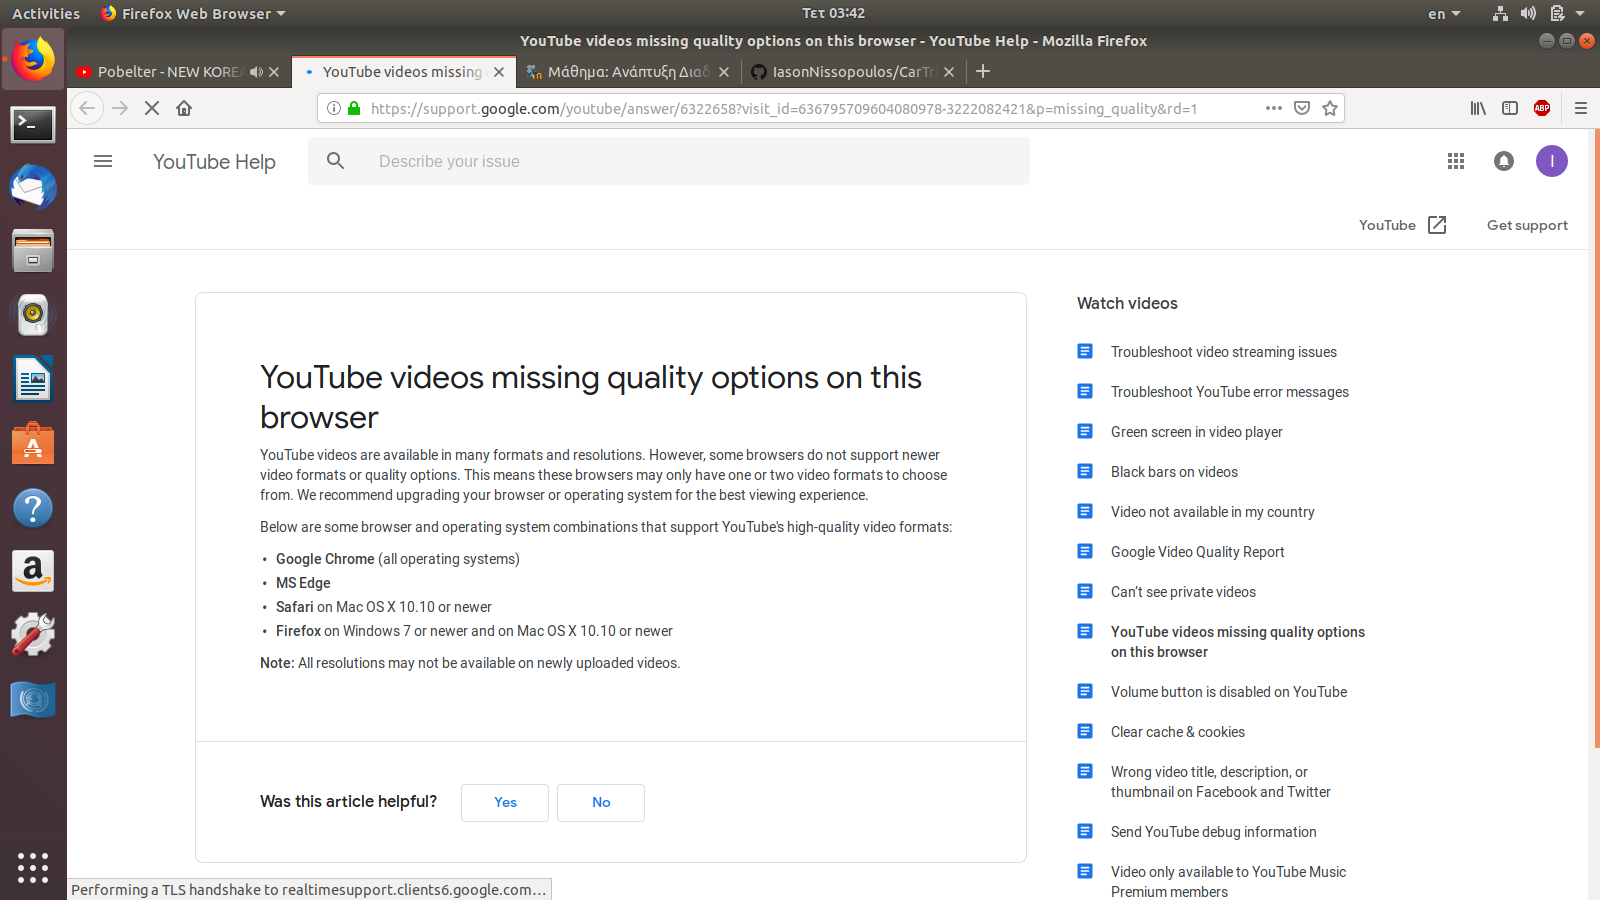 Activities
Firefox Web Browser
Τετ 03:42
en
YouTube videos missing quality options on this browser - YouTube Help - Mozilla Firefox
Pobelter - NEW KOREA
YouTube videos missing
Μάθημα: Ανάπτυξη Διαδ
IasonNissopoulos/CarTr
https://support.google.com/youtube/answer/6322658?visit_id=636795709604080978-3222082421&p=missing_quality&rd=1
ABP
YouTube Help
Describe your issue
I
YouTube
Get support
YouTube videos missing quality options on this
browser
YouTube videos are available in many formats and resolutions. However, some browsers do not support newer
video formats or quality options. This means these browsers may only have one or two video formats to choose
from. We recommend upgrading your browser or operating system for the best viewing experience.
Below are some browser and operating system combinations that support YouTube's high-quality video formats:
• Google Chrome (all operating systems)
• MS Edge
• Safari on Mac OS X 10.10 or newer
• Firefox on Windows 7 or newer and on Mac OS X 10.10 or newer
Note: All resolutions may not be available on newly uploaded videos.
Was this article helpful?
Yes
No
Watch videos
Troubleshoot video streaming issues
Troubleshoot YouTube error messages
Green screen in video player
Black bars on videos
Video not available in my country
Google Video Quality Report
Can't see private videos
YouTube videos missing quality options
on this browser
Volume button is disabled on YouTube
Clear cache & cookies
Wrong video title, description, or
thumbnail on Facebook and Twitter
Send YouTube debug information
Video only available to YouTube Music
Premium members
Performing a TLS handshake to realtimesupport.clients6.google.com…